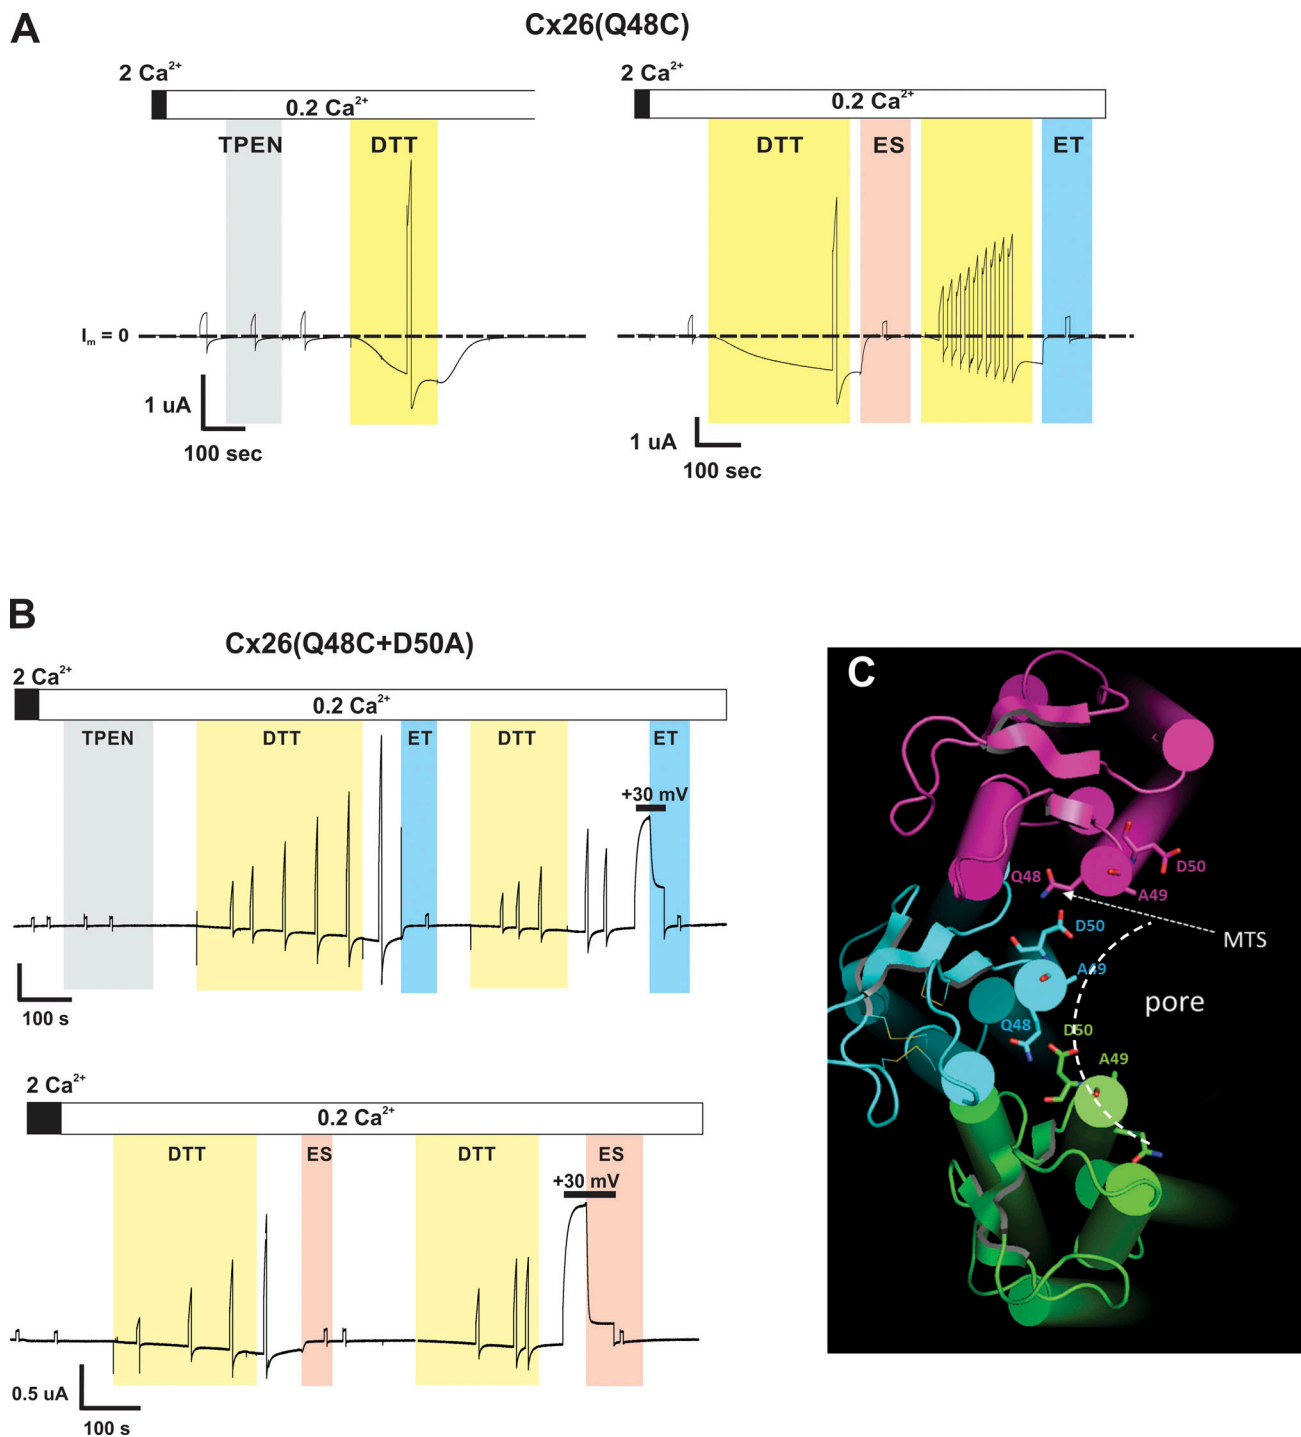 A
Cx26(Q48C)
2 Ca²⁺
0.2 Ca²⁺
TPEN
DTT
Iₘ = 0
1 uA
100 sec
2 Ca²⁺
0.2 Ca²⁺
DTT
ES
ET
1 uA
100 sec
B
Cx26(Q48C+D50A)
2 Ca²⁺
0.2 Ca²⁺
TPEN
DTT
ET
DTT
ET
+30 mV
100 s
2 Ca²⁺
0.2 Ca²⁺
DTT
ES
DTT
ES
+30 mV
0.5 uA
100 s
C
Q48
D50
A49
D50
MTS
A49
pore
Q48
D50
A49